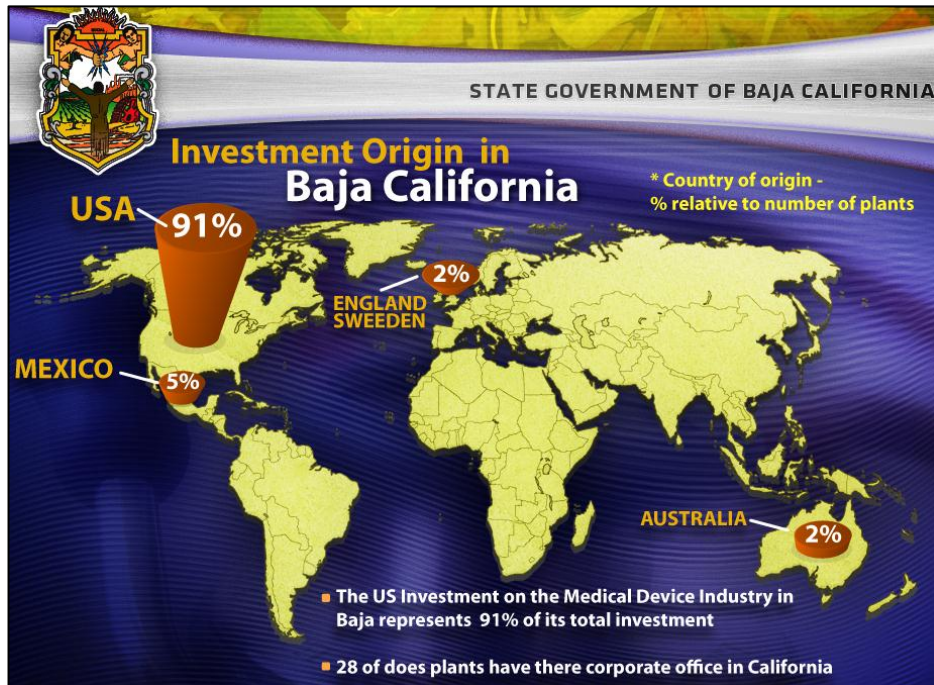 STATE GOVERNMENT OF BAJA CALIFORNIA
Investment Origin in
Baja California
* Country of origin -
% relative to number of plants
USA
91%
2%
ENGLAND
SWEEDEN
MEXICO
5%
AUSTRALIA
2%
The US Investment on the Medical Device Industry in
Baja represents 91% of its total investment
28 of does plants have there corporate office in California